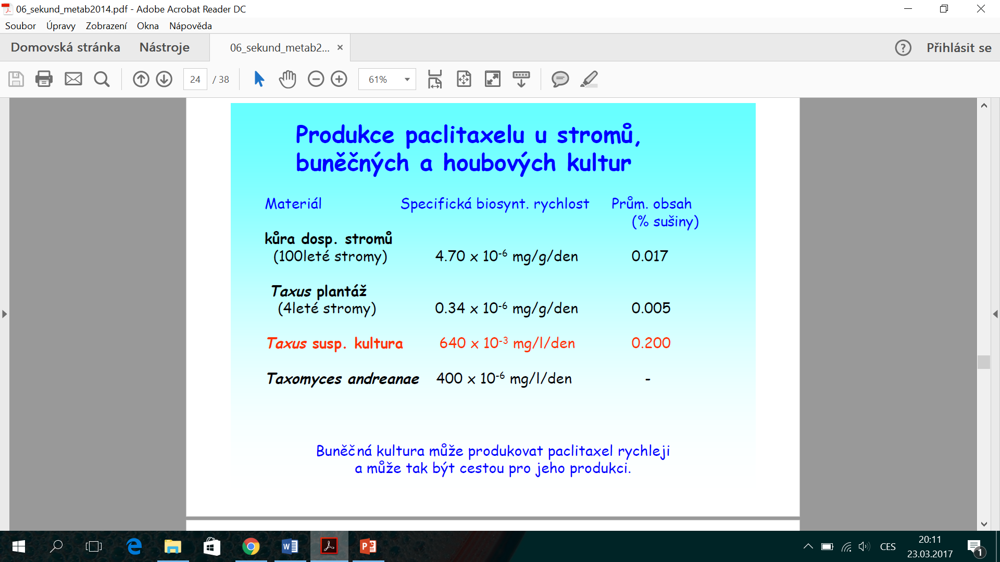 06_sekund_metab2014.pdf - Adobe Acrobat Reader DC
Soubor Úpravy Zobrazení Okna Nápověda
Domovská stránka Nástroje 06_sekund_metab2... × Přihlásit se
24 / 38 61%
Produkce paclitaxelu u stromů,
buněčných a houbových kultur
Materiál Specifická biosynt. rychlost Prům. obsah
(% sušiny)
kůra dosp. stromů
(100leté stromy) 4.70 x 10⁻⁶ mg/g/den 0.017
Taxus plantáž
(4leté stromy) 0.34 x 10⁻⁶ mg/g/den 0.005
Taxus susp. kultura 640 x 10⁻³ mg/l/den 0.200
Taxomyces andreanae 400 x 10⁻⁶ mg/l/den -
Buněčná kultura může produkovat paclitaxel rychleji
a může tak být cestou pro jeho produkci.
CES 20:11
23.03.2017 1